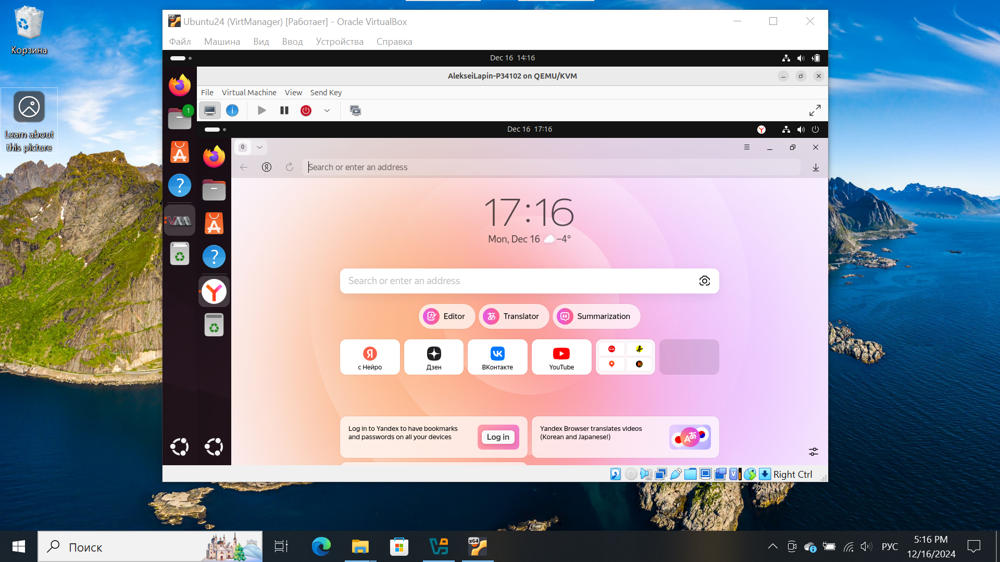 Корзина
Learn about
this picture
Ubuntu24 (VirtManager) [Работает] - Oracle VirtualBox
Файл Машина Вид Ввод Устройства Справка
Dec 16 14:16
AlekseiLapin-P34102 on QEMU/KVM
File Virtual Machine View Send Key
1
Dec 16 17:16
0
Search or enter an address
17:16
Mon, Dec 16 −4°
Search or enter an address
Editor Translator Summarization
с Нейро Дзен ВКонтакте YouTube
Log in to Yandex to have bookmarks
and passwords on all your devices
Log in
Yandex Browser translates videos
(Korean and Japanese!)
Right Ctrl
Поиск
x64
РУС
5:16 PM
12/16/2024